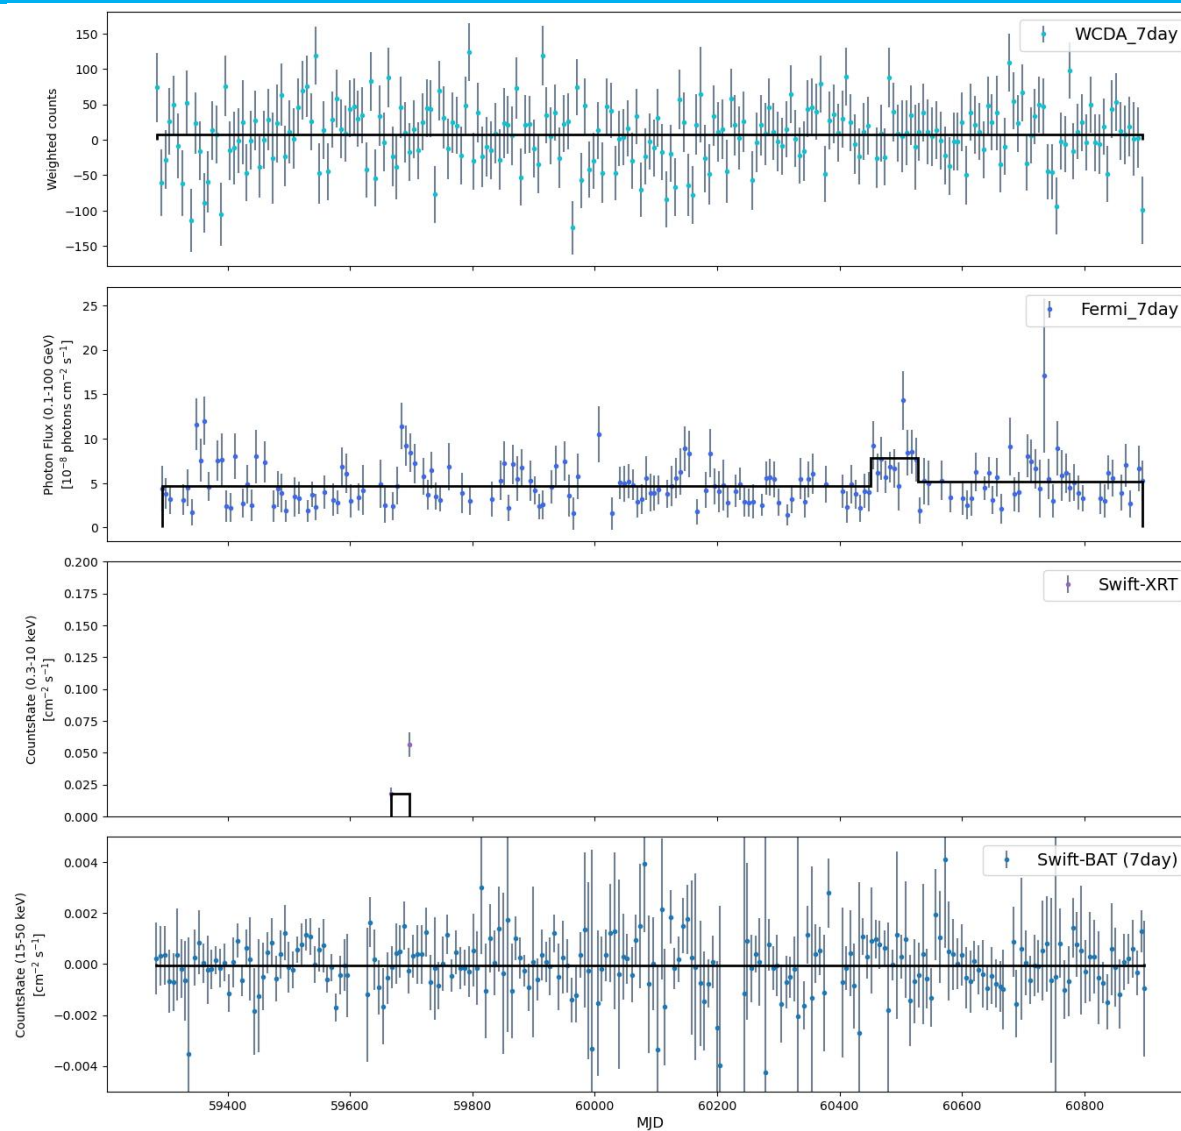 WCDA_7day
Weighted counts
150
100
50
0
−50
−100
−150
Fermi_7day
Photon Flux (0.1-100 GeV)
[10⁻⁸ photons cm⁻² s⁻¹]
25
20
15
10
5
0
Swift-XRT
CountsRate (0.3-10 keV)
[cm⁻² s⁻¹]
0.200
0.175
0.150
0.125
0.100
0.075
0.050
0.025
0.000
Swift-BAT (7day)
CountsRate (15-50 keV)
[cm⁻² s⁻¹]
0.004
0.002
0.000
−0.002
−0.004
59400 59600 59800 60000 60200 60400 60600 60800
MJD